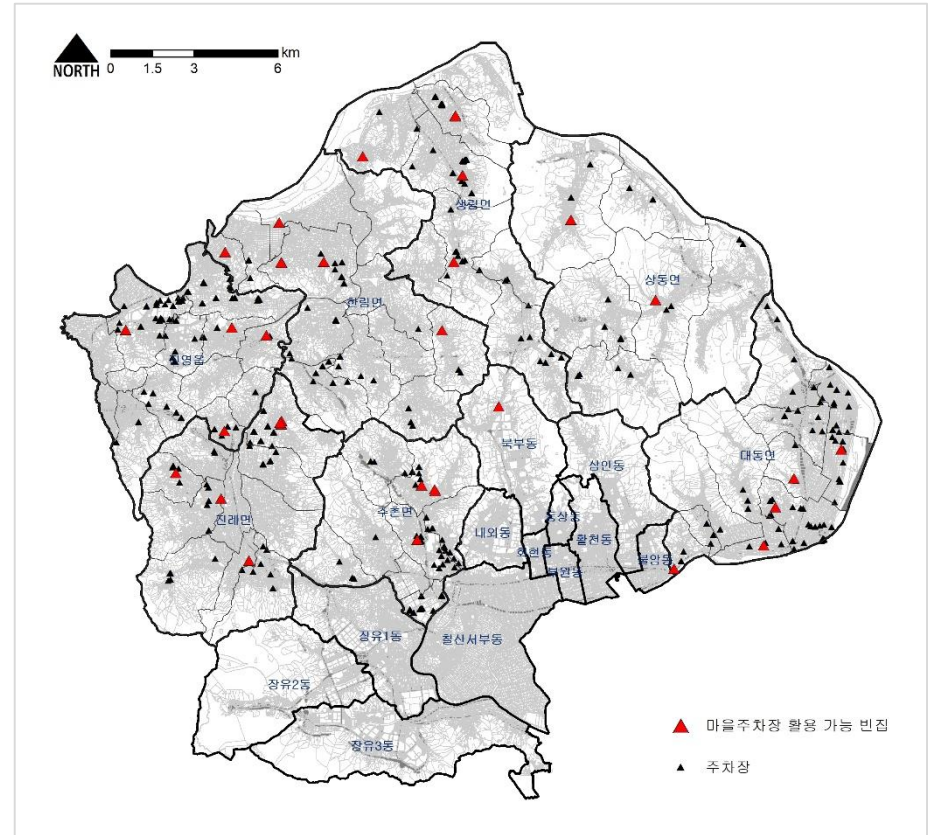 km
NORTH 0 1.5 3 6
생림면
상동면
한림면
진영읍
북부동
삼안동
대동면
주촌면
진례면
내외동
동상동
회현동
활천동
부원동
불암동
장유1동
칠산서부동
장유2동
장유3동
마을주차장 활용 가능 빈집
주차장